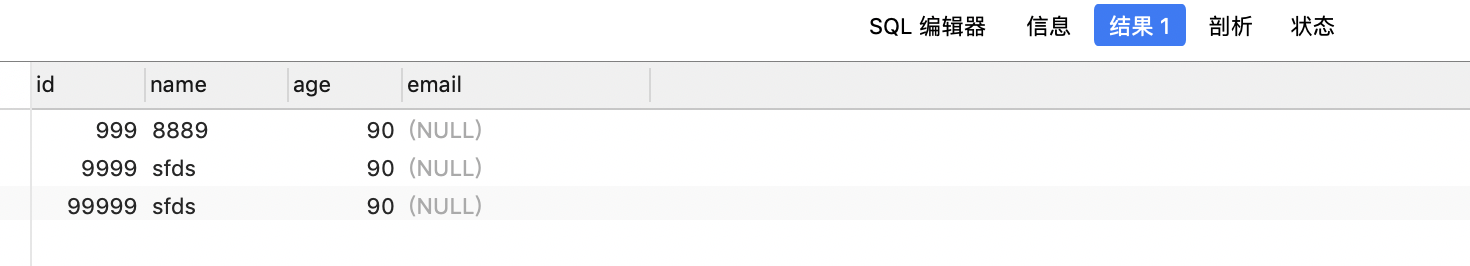 SQL 编辑器 信息 结果 1 剖析 状态
id name age email
999 8889 90 (NULL)
9999 sfds 90 (NULL)
99999 sfds 90 (NULL)